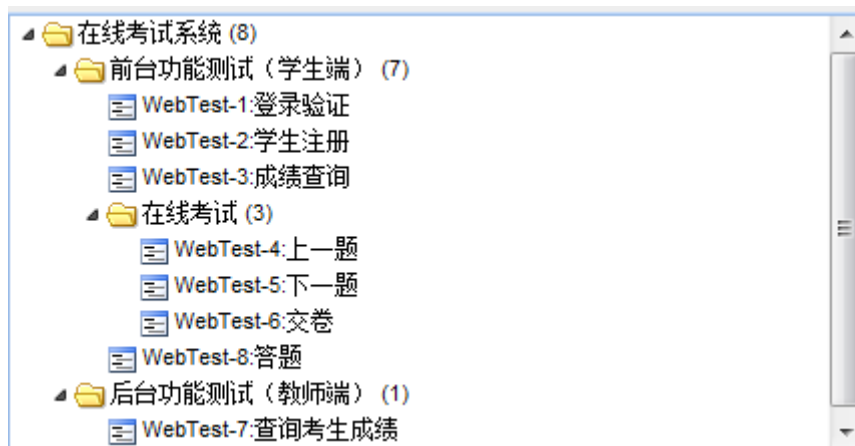 在线考试系统 (8)
前台功能测试（学生端） (7)
WebTest-1:登录验证
WebTest-2:学生注册
WebTest-3:成绩查询
在线考试 (3)
WebTest-4:上一题
WebTest-5:下一题
WebTest-6:交卷
WebTest-8:答题
后台功能测试（教师端） (1)
WebTest-7:查询考生成绩